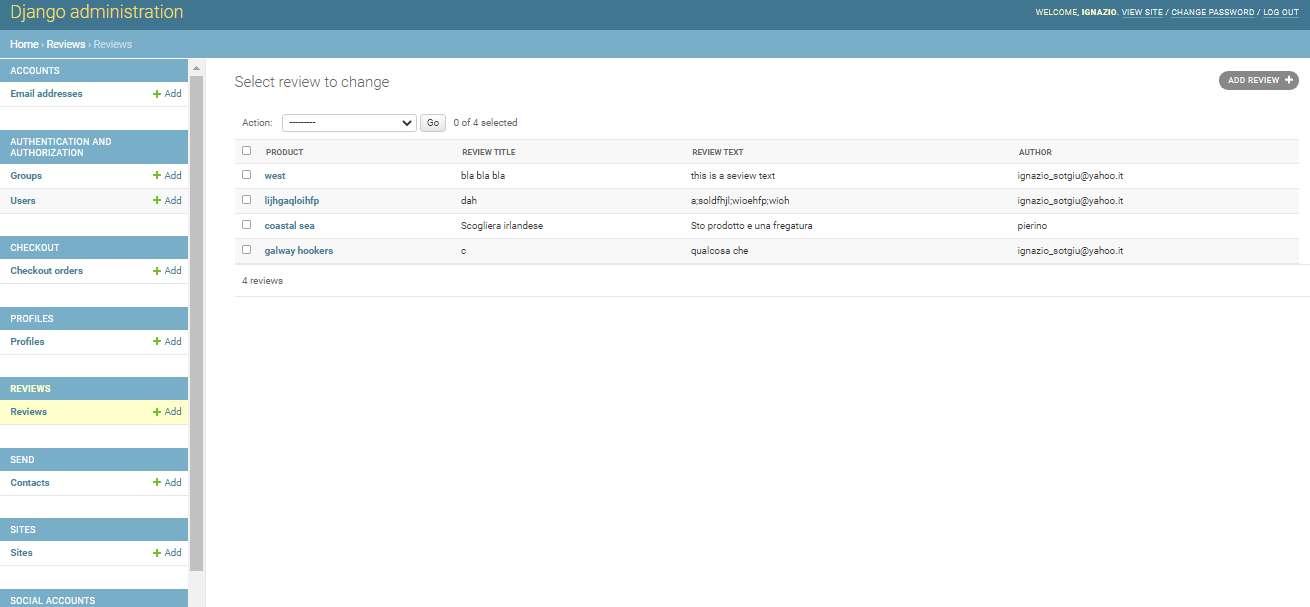 Django administration
WELCOME, IGNAZIO. VIEW SITE / CHANGE PASSWORD / LOG OUT
Home › Reviews › Reviews
ACCOUNTS
Email addresses + Add
AUTHENTICATION AND
AUTHORIZATION
Groups + Add
Users + Add
CHECKOUT
Checkout orders + Add
PROFILES
Profiles + Add
REVIEWS
Reviews + Add
SEND
Contacts + Add
SITES
Sites + Add
SOCIAL ACCOUNTS
Select review to change
ADD REVIEW +
Action: --------- Go 0 of 4 selected
PRODUCT REVIEW TITLE REVIEW TEXT AUTHOR
west bla bla bla this is a seview text ignazio_sotgiu@yahoo.it
lijhgaqloihfp dah a;soldfhjl;wioehfp;wioh ignazio_sotgiu@yahoo.it
coastal sea Scogliera irlandese Sto prodotto e una fregatura pierino
galway hookers c qualcosa che ignazio_sotgiu@yahoo.it
4 reviews